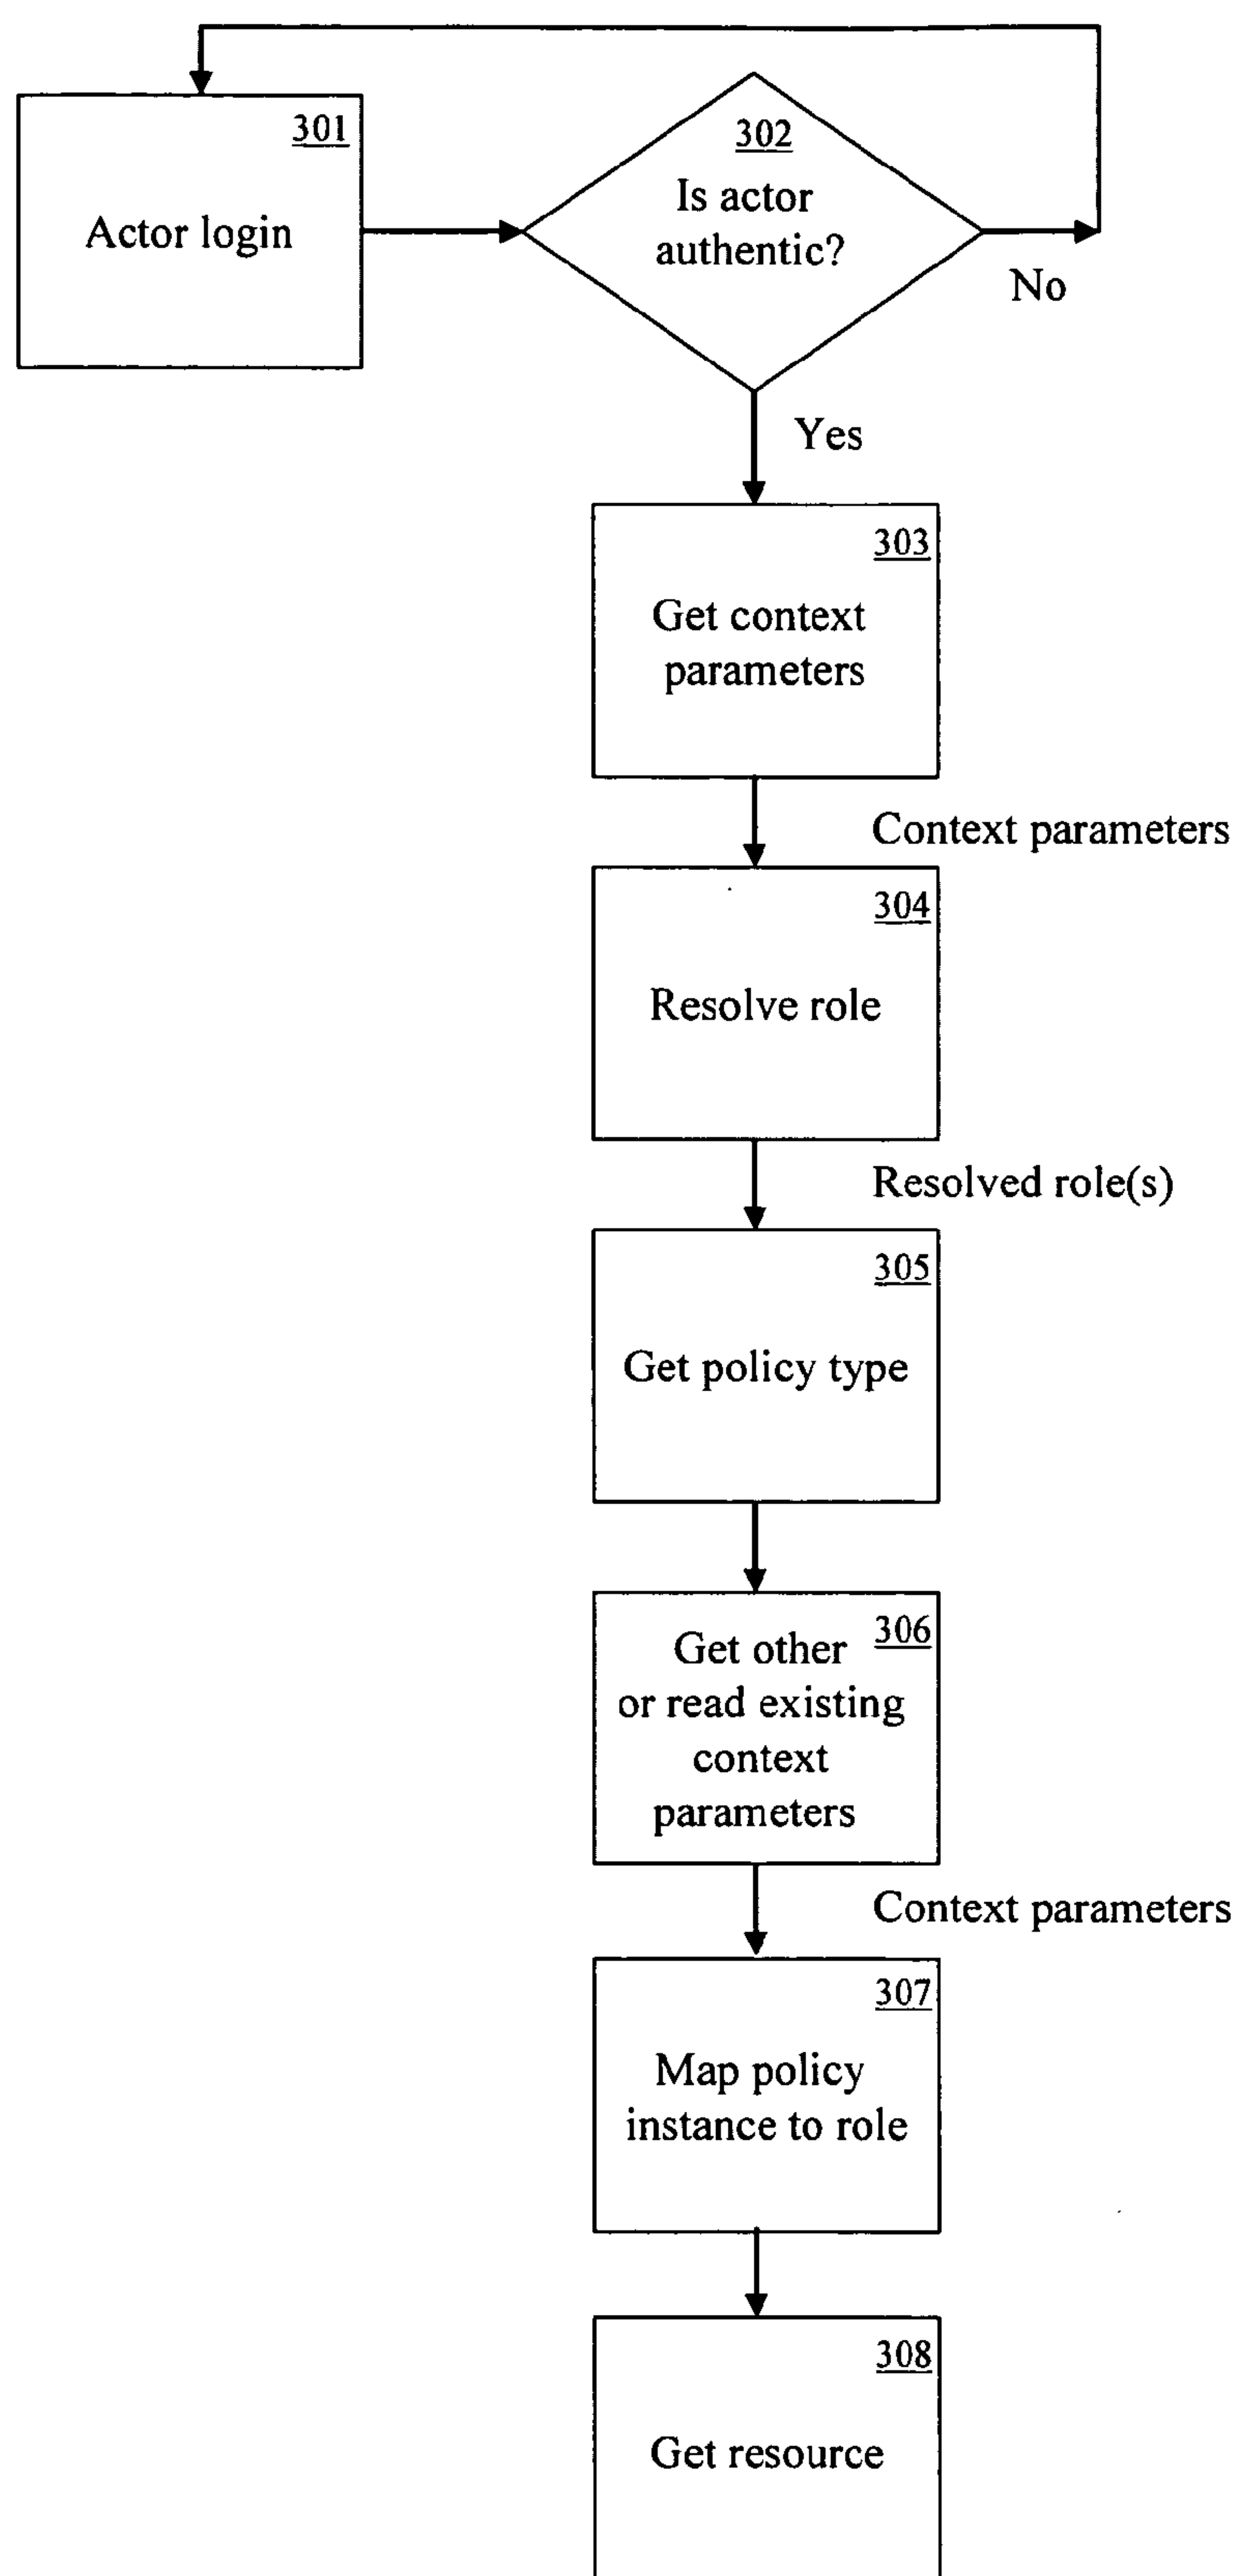 301
Actor login
302
Is actor
authentic?
No
Yes
303
Get context
parameters
Context parameters
304
Resolve role
Resolved role(s)
305
Get policy type
306
Get other
or read existing
context
parameters
Context parameters
307
Map policy
instance to role
308
Get resource